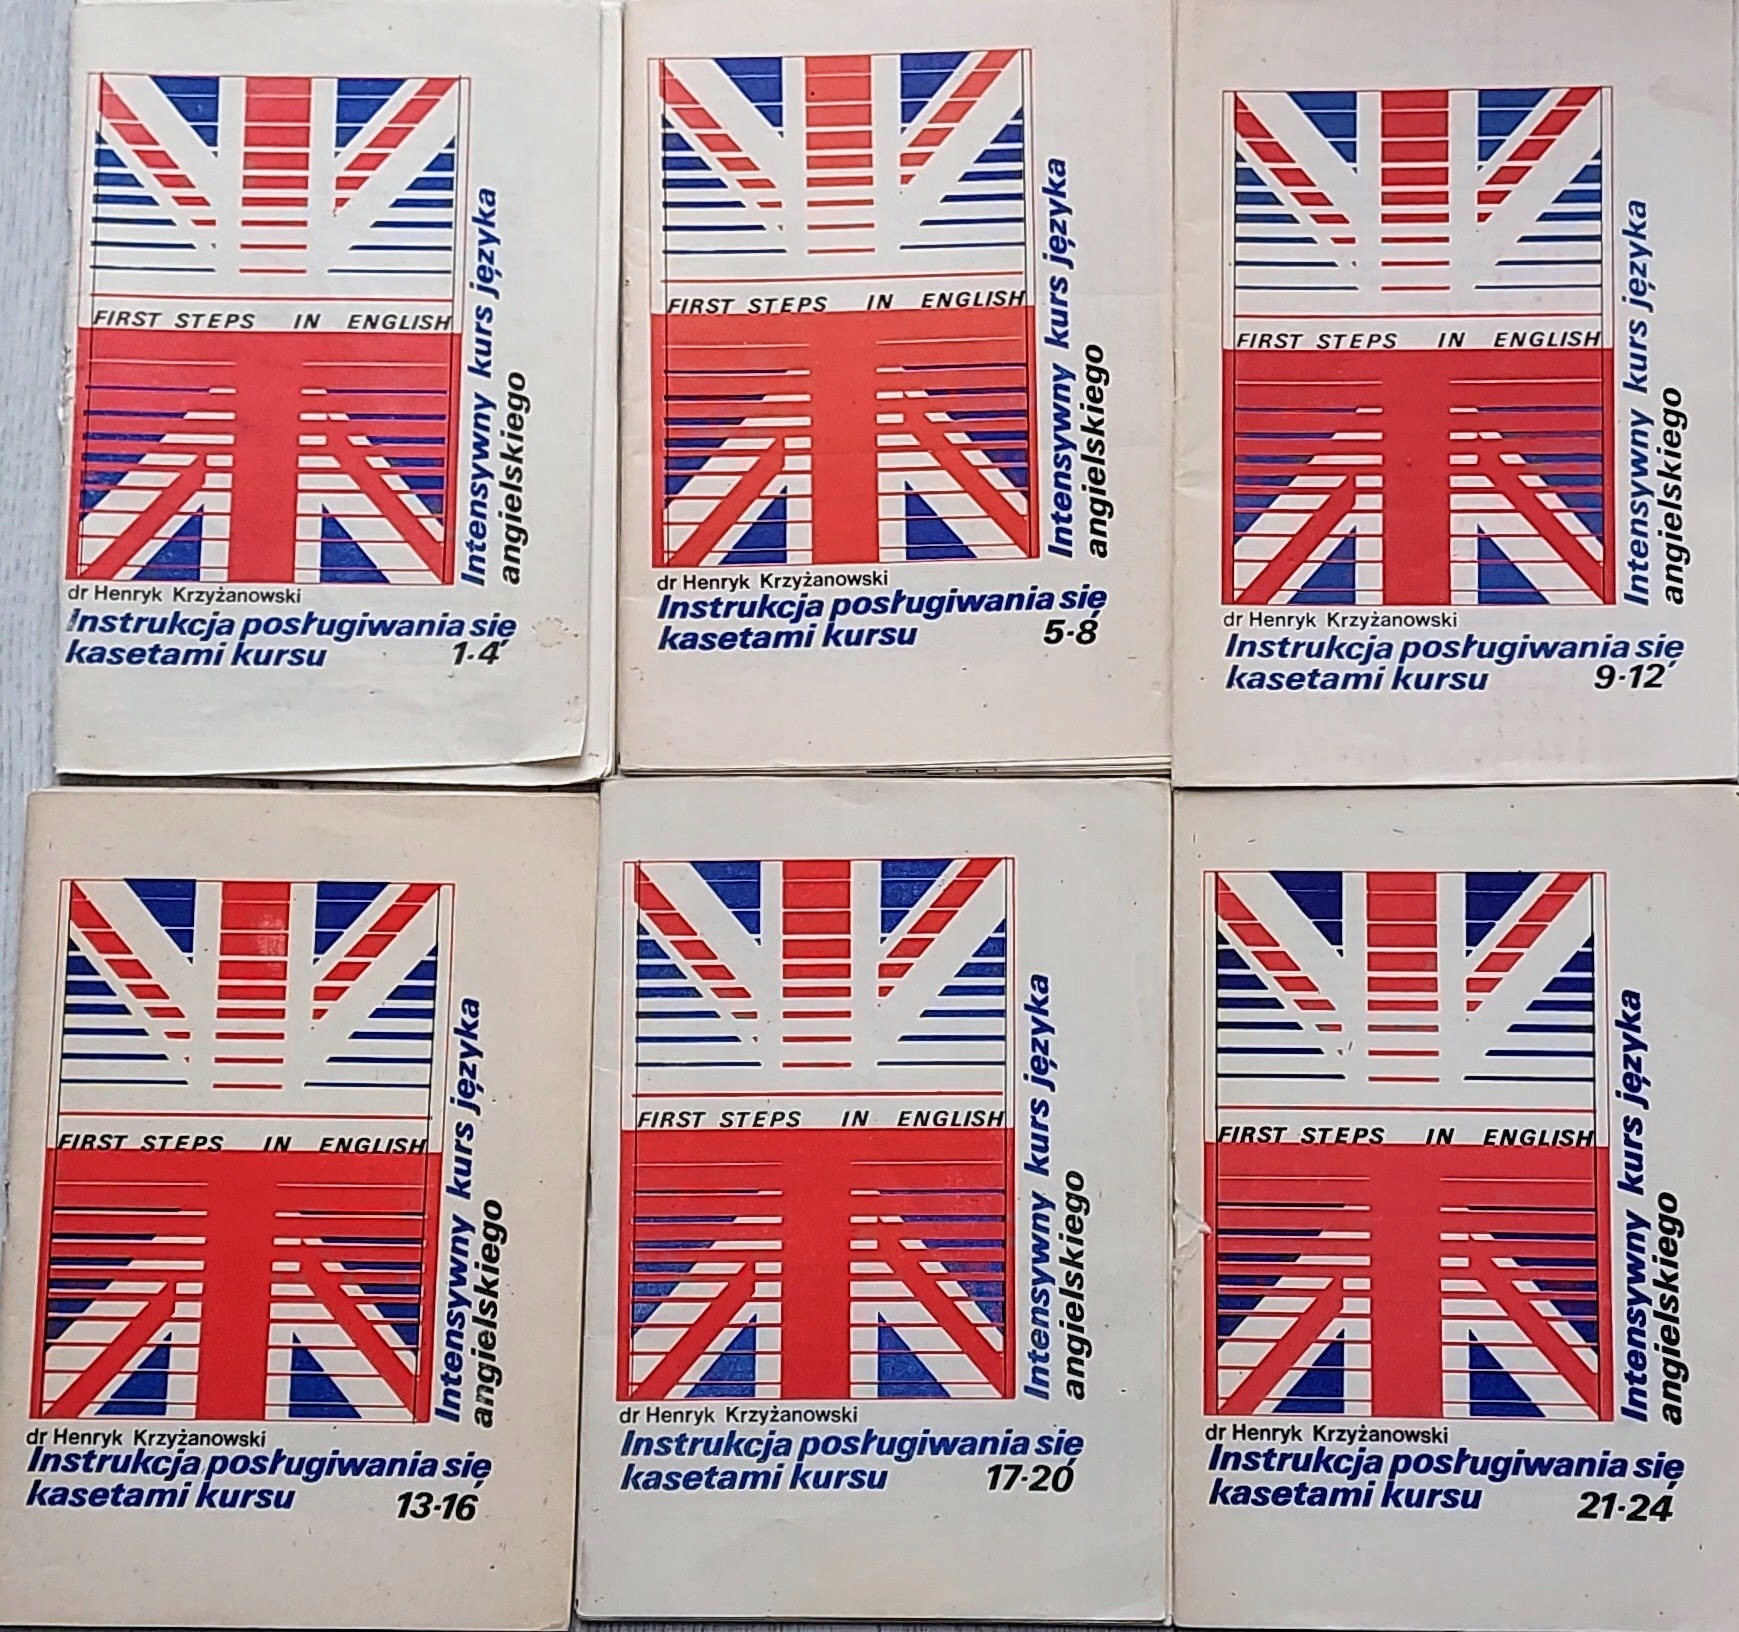 FIRST STEPS IN ENGLISH
Intensywny kurs języka
angielskiego
dr Henryk Krzyżanowski
Instrukcja posługiwania się
kasetami kursu 1-4
FIRST STEPS IN ENGLISH
Intensywny kurs języka
angielskiego
dr Henryk Krzyżanowski
Instrukcja posługiwania się
kasetami kursu 5-8
FIRST STEPS IN ENGLISH
Intensywny kurs języka
angielskiego
dr Henryk Krzyżanowski
Instrukcja posługiwania się
kasetami kursu 9-12
FIRST STEPS IN ENGLISH
Intensywny kurs języka
angielskiego
dr Henryk Krzyżanowski
Instrukcja posługiwania się
kasetami kursu 13-16
FIRST STEPS IN ENGLISH
Intensywny kurs języka
angielskiego
dr Henryk Krzyżanowski
Instrukcja posługiwania się
kasetami kursu 17-20
FIRST STEPS IN ENGLISH
Intensywny kurs języka
angielskiego
dr Henryk Krzyżanowski
Instrukcja posługiwania się
kasetami kursu 21-24